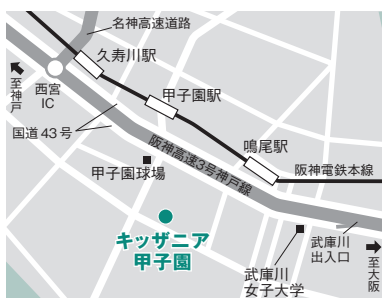 名神高速道路
久寿川駅
至神戸
西宮
IC
甲子園駅
国道43号
鳴尾駅
阪神高速3号神戸線
阪神電鉄本線
甲子園球場
キッザニア
甲子園
武庫川
女子大学
武庫川
出入口
至大阪